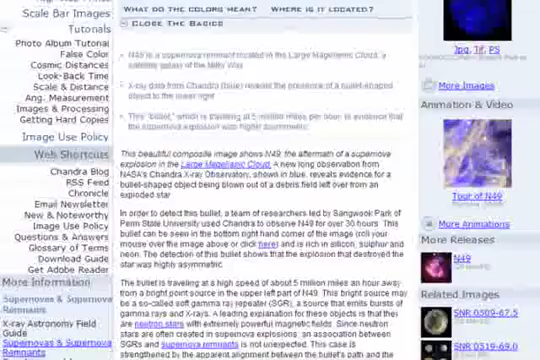 Scale Bar Images
Tutorials
Photo Album Tutorial
False Color
Cosmic Distances
Look-Back Time
Scale & Distance
Ang. Measurement
Images & Processing
Getting Hard Copies
Image Use Policy
Web Shortcuts
Chandra Blog
RSS Feed
Chronicle
Email Newsletter
New & Noteworthy
Image Use Policy
Questions & Answers
Glossary of Terms
Download Guide
Get Adobe Reader
More Information
Supernovas & Supernova
Remnants
X-ray Astronomy Field
Guide
Supernovas & Supernova
Remnants
What do the colors mean? Where is it located?
Close The Basics
N49 is a supernova remnant located in the Large Magellanic Cloud, a
satellite galaxy of the Milky Way.
X-ray data from Chandra (blue) reveals the presence of a bullet-shaped
object to the lower right
This "bullet," which is traveling at 5 million miles per hour, is evidence that
the supernova explosion was highly asymmetric.
This beautiful composite image shows N49, the aftermath of a supernova
explosion in the Large Magellanic Cloud. A new long observation from
NASA's Chandra X-ray Observatory, shown in blue, reveals evidence for a
bullet-shaped object being blown out of a debris field left over from an
exploded star.
In order to detect this bullet, a team of researchers led by Sangwook Park of
Penn State University used Chandra to observe N49 for over 30 hours. This
bullet can be seen in the bottom right hand corner of the image (roll your
mouse over the image above or click here) and is rich in silicon, sulphur and
neon. The detection of this bullet shows that the explosion that destroyed the
star was highly asymmetric.
The bullet is traveling at a high speed of about 5 million miles an hour away
from a bright point source in the upper left part of N49. This bright source may
be a so-called soft gamma ray repeater (SGR), a source that emits bursts of
gamma rays and X-rays. A leading explanation for these objects is that they
are neutron stars with extremely powerful magnetic fields. Since neutron
stars are often created in supernova explosions, an association between
SGRs and supernova remnants is not unexpected. This case is
strengthened by the apparent alignment between the bullet's path and the
Jpg, Tif, PS
More Images
Animation & Video
Tour of N49
More Animations
More Releases
N49
Related Images
SNR 0509-67.5
SNR 0519-69.0